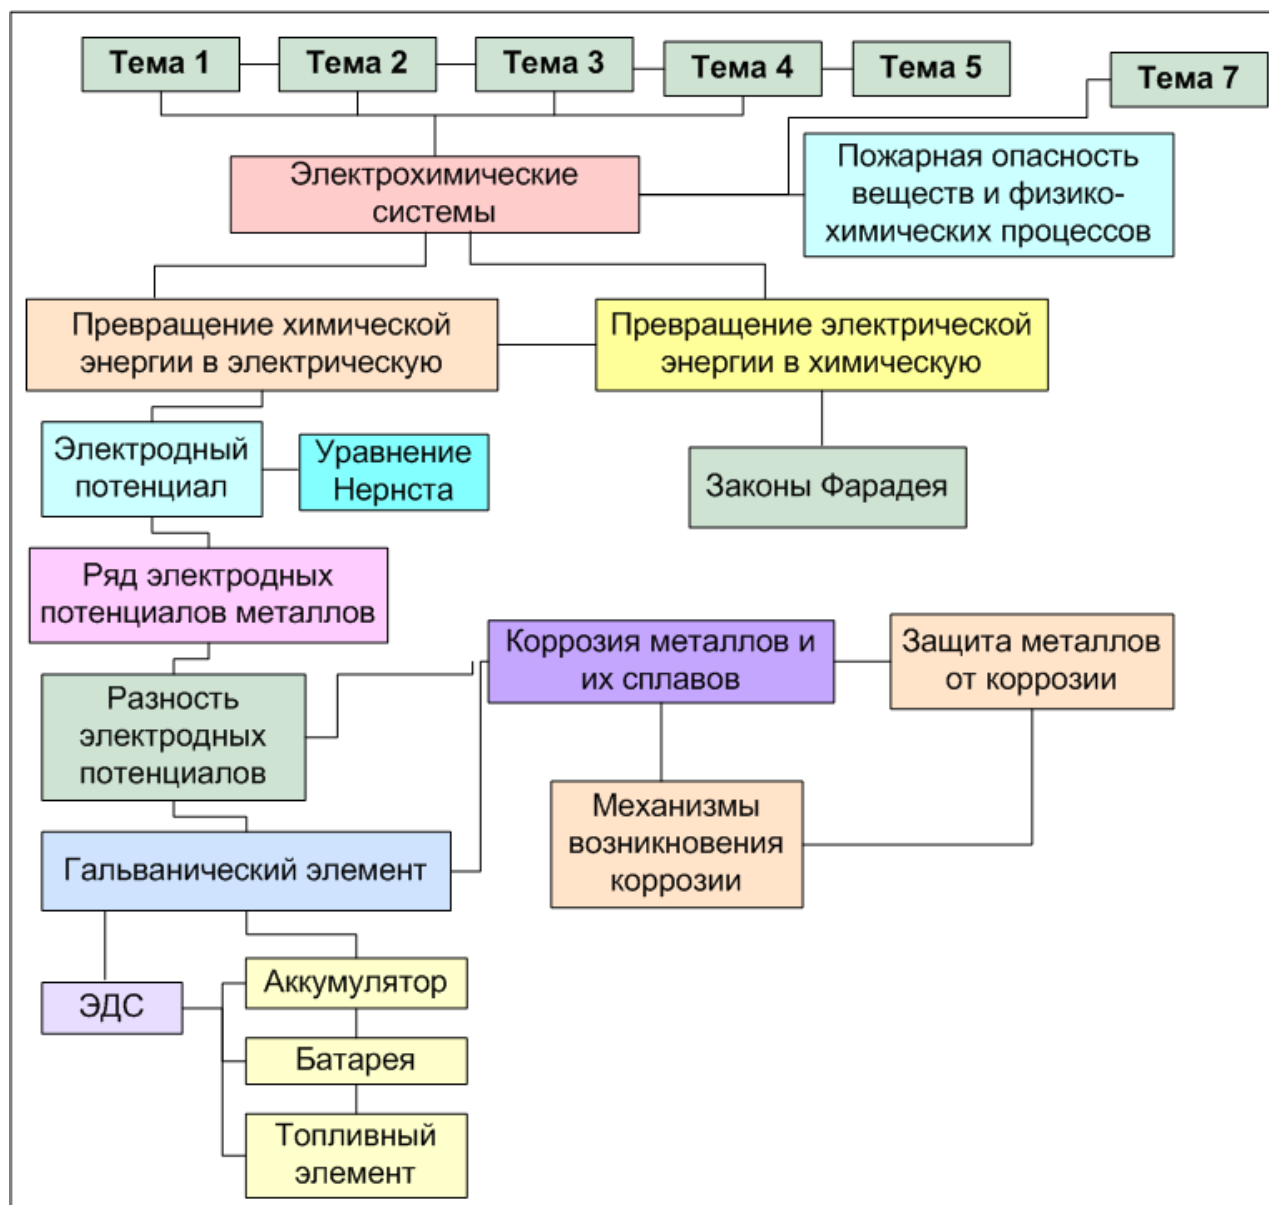 Тема 1
Тема 2
Тема 3
Тема 4
Тема 5
Тема 7
Электрохимические
системы
Пожарная опасность
веществ и физико-
химических процессов
Превращение химической
энергии в электрическую
Превращение электрической
энергии в химическую
Электродный
потенциал
Уравнение
Нернста
Законы Фарадея
Ряд электродных
потенциалов металлов
Коррозия металлов и
их сплавов
Защита металлов
от коррозии
Разность
электродных
потенциалов
Механизмы
возникновения
коррозии
Гальванический элемент
Аккумулятор
ЭДС
Батарея
Топливный
элемент